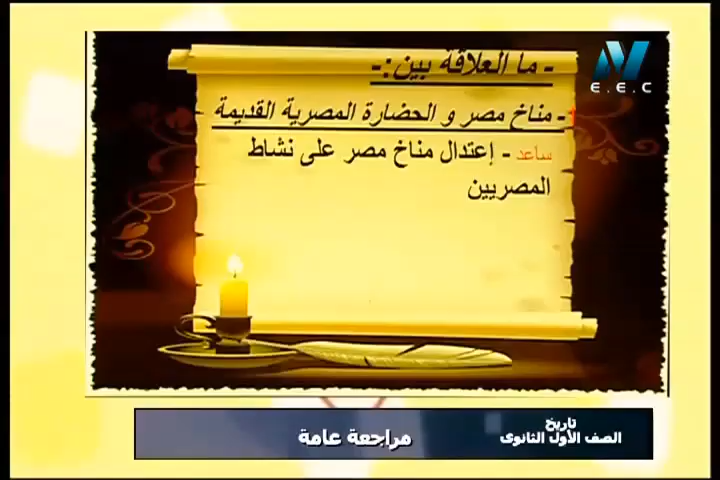 - ما العلاقة بين:-
1- مناخ مصر و الحضارة المصرية القديمة
ساعد - إعتدال مناخ مصر على نشاط
المصريين
E.E.C
تاريخ
الصف الأول الثانوى
مراجعة عامة